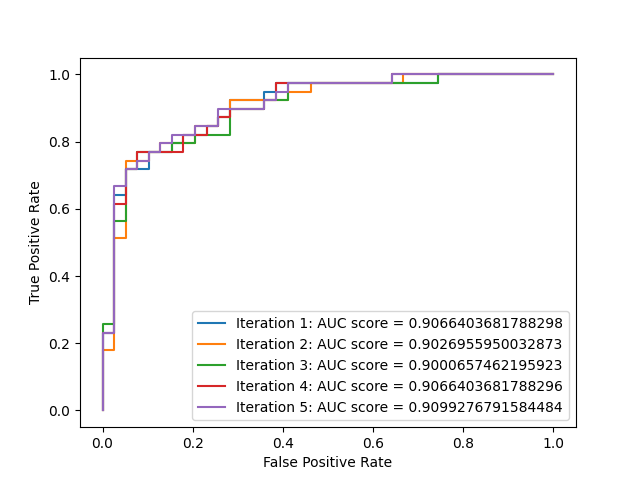 1.0
0.8
0.6
0.4
0.2
0.0
True Positive Rate
Iteration 1: AUC score = 0.9066403681788298
Iteration 2: AUC score = 0.9026955950032873
Iteration 3: AUC score = 0.9000657462195923
Iteration 4: AUC score = 0.9066403681788296
Iteration 5: AUC score = 0.9099276791584484
0.0 0.2 0.4 0.6 0.8 1.0
False Positive Rate